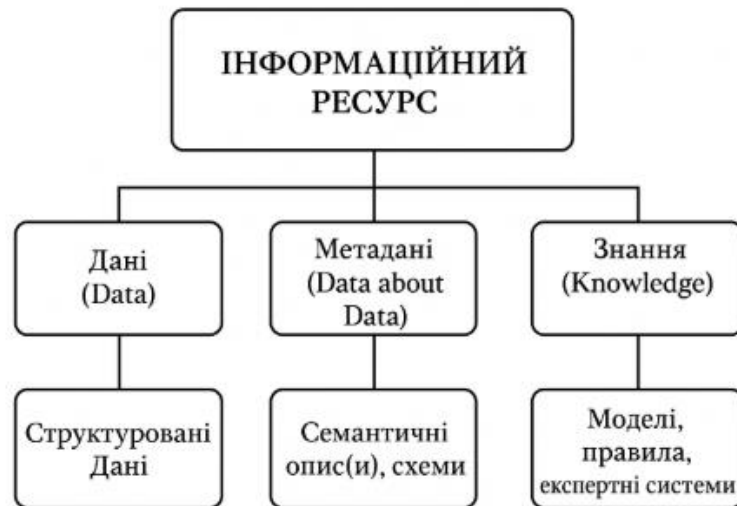 ІНФОРМАЦІЙНИЙ
РЕСУРС
Дані
(Data)
Метадані
(Data about
Data)
Знання
(Knowledge)
Структуровані
Дані
Семантичні
опис(и), схеми
Моделі,
правила,
експертні системи